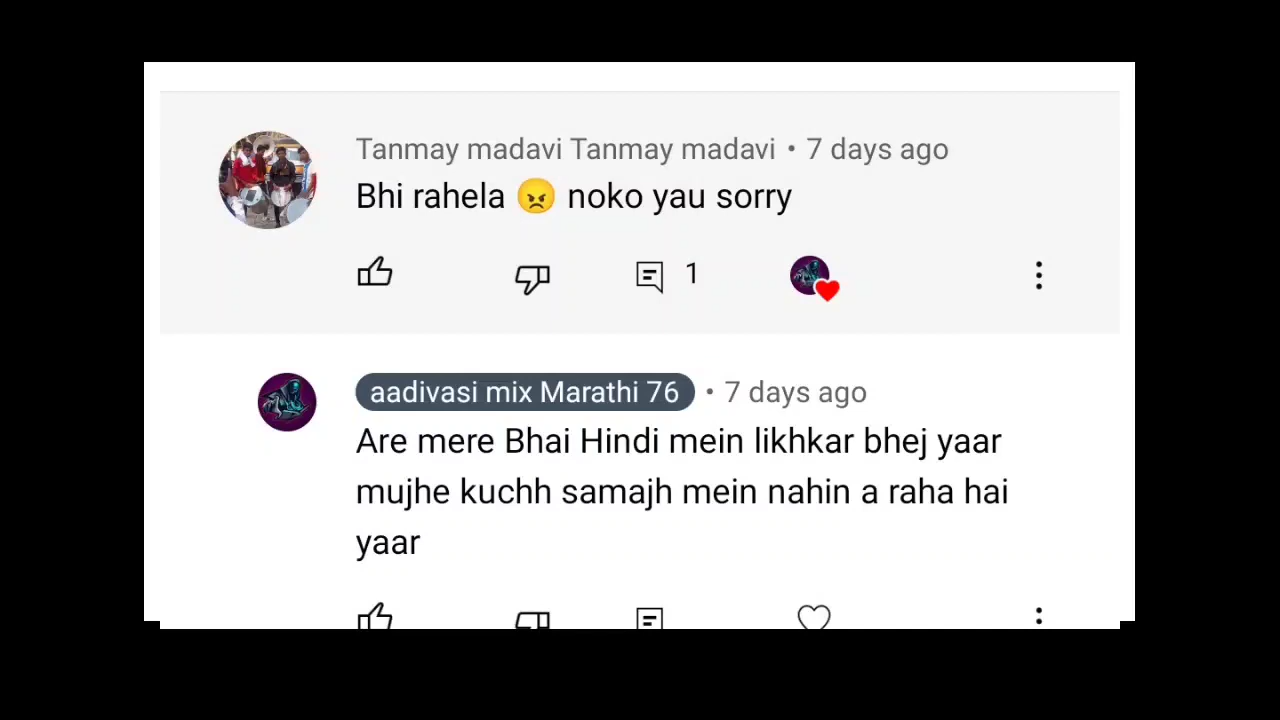 Tanmay madavi Tanmay madavi • 7 days ago
Bhi rahela 😠 noko yau sorry
1
aadivasi mix Marathi 76 • 7 days ago
Are mere Bhai Hindi mein likhkar bhej yaar
mujhe kuchh samajh mein nahin a raha hai
yaar